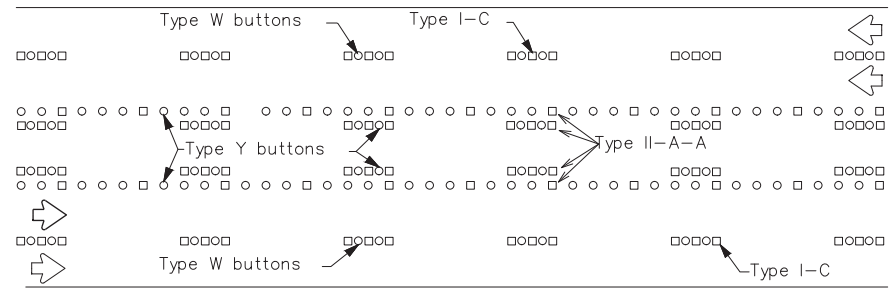 Type W buttons
Type I-C
Type Y buttons
Type II-A-A
Type W buttons
Type I-C